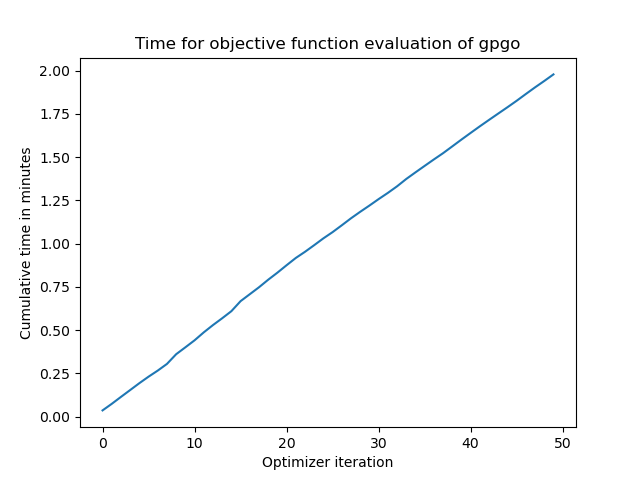 Time for objective function evaluation of gpgo
2.00
1.75
1.50
1.25
1.00
0.75
0.50
0.25
0.00
Cumulative time in minutes
0 10 20 30 40 50
Optimizer iteration